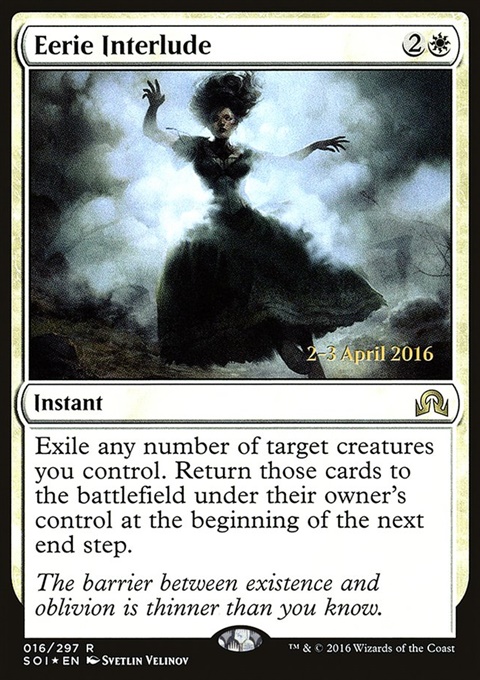 Eerie Interlude 2
2–3 April 2016
Instant
Exile any number of target creatures
you control. Return those cards to
the battlefield under their owner's
control at the beginning of the next
end step.
The barrier between existence and
oblivion is thinner than you know.
016/297 R
SOI★EN Svetlin Velinov
™ & © 2016 Wizards of the Coast